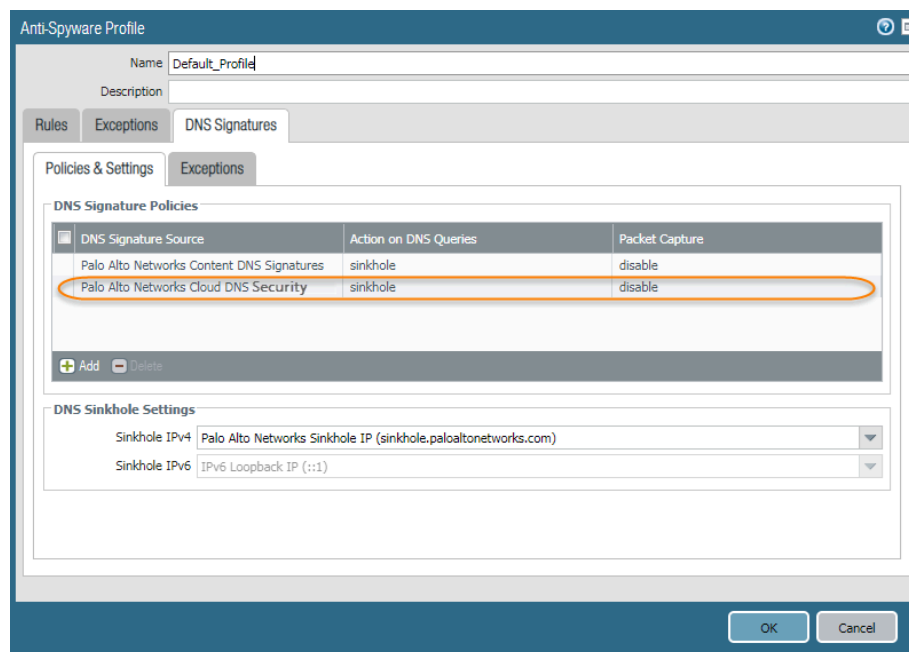 Anti-Spyware Profile
Name Default_Profile
Description
Rules Exceptions DNS Signatures
Policies & Settings Exceptions
DNS Signature Policies
DNS Signature Source Action on DNS Queries Packet Capture
Palo Alto Networks Content DNS Signatures sinkhole disable
Palo Alto Networks Cloud DNS Security sinkhole disable
Add Delete
DNS Sinkhole Settings
Sinkhole IPv4 Palo Alto Networks Sinkhole IP (sinkhole.paloaltonetworks.com)
Sinkhole IPv6 IPv6 Loopback IP (::1)
OK Cancel